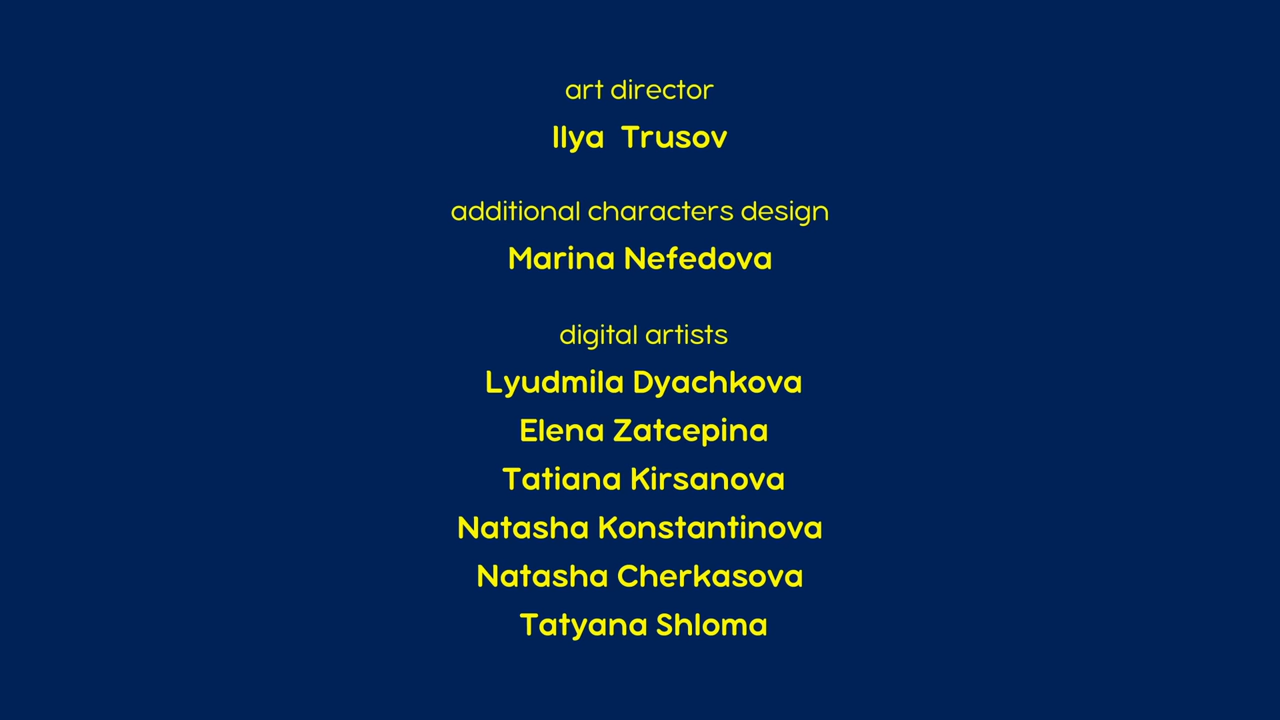 art director
Ilya Trusov
additional characters design
Marina Nefedova
digital artists
Lyudmila Dyachkova
Elena Zatcepina
Tatiana Kirsanova
Natasha Konstantinova
Natasha Cherkasova
Tatyana Shloma